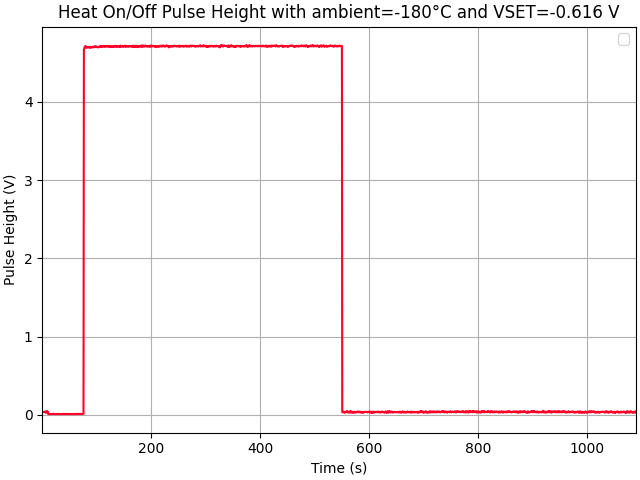 Heat On/Off Pulse Height with ambient=-180°C and VSET=-0.616 V
Pulse Height (V)
4
3
2
1
0
200 400 600 800 1000
Time (s)